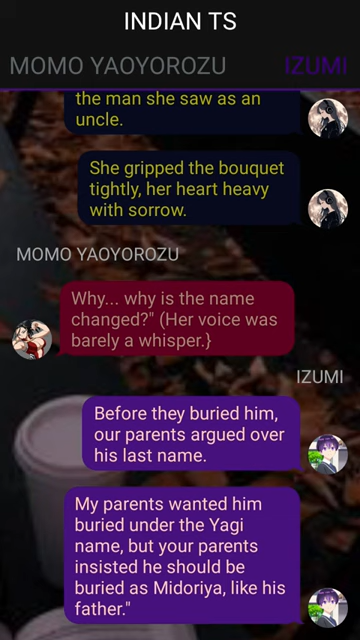 INDIAN TS
MOMO YAOYOROZU
IZUMI
the man she saw as an
uncle.
She gripped the bouquet
tightly, her heart heavy
with sorrow.
MOMO YAOYOROZU
Why... why is the name
changed?" (Her voice was
barely a whisper.}
IZUMI
Before they buried him,
our parents argued over
his last name.
My parents wanted him
buried under the Yagi
name, but your parents
insisted he should be
buried as Midoriya, like his
father."